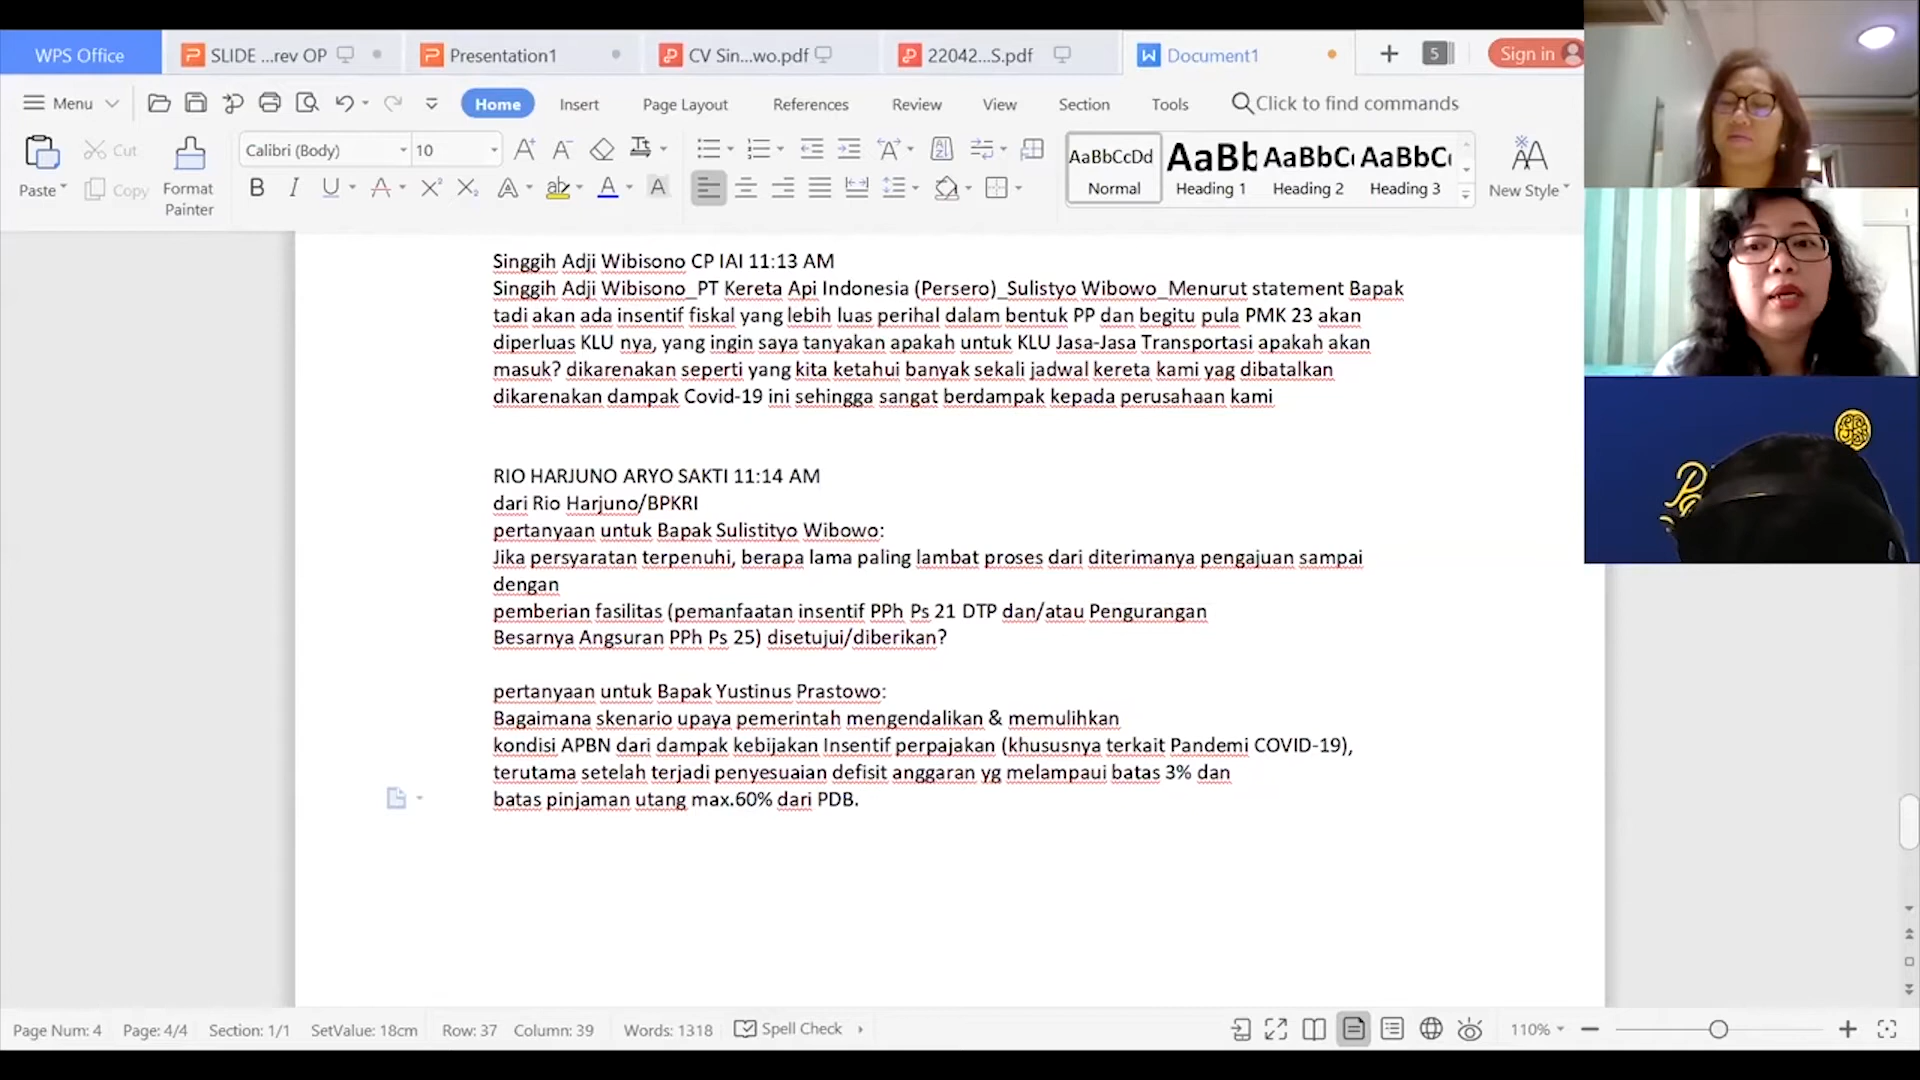 WPS Office
SLIDE ...rev OP
Presentation1
CV Sin...wo.pdf
22042...S.pdf
Document1
5
Sign in
Menu
Home
Insert
Page Layout
References
Review
View
Section
Tools
Click to find commands
Paste
Cut
Copy
Format
Painter
Calibri (Body)
10
AaBbCcDd
Normal
AaBb
Heading 1
AaBbC
Heading 2
AaBbC
Heading 3
New Style
Singgih Adji Wibisono CP IAI 11:13 AM
Singgih Adji Wibisono_PT Kereta Api Indonesia (Persero)_Sulistyo Wibowo_Menurut statement Bapak
tadi akan ada insentif fiskal yang lebih luas perihal dalam bentuk PP dan begitu pula PMK 23 akan
diperluas KLU nya, yang ingin saya tanyakan apakah untuk KLU Jasa-Jasa Transportasi apakah akan
masuk? dikarenakan seperti yang kita ketahui banyak sekali jadwal kereta kami yag dibatalkan
dikarenakan dampak Covid-19 ini sehingga sangat berdampak kepada perusahaan kami
RIO HARJUNO ARYO SAKTI 11:14 AM
dari Rio Harjuno/BPKRI
pertanyaan untuk Bapak Sulistityo Wibowo:
Jika persyaratan terpenuhi, berapa lama paling lambat proses dari diterimanya pengajuan sampai
dengan
pemberian fasilitas (pemanfaatan insentif PPh Ps 21 DTP dan/atau Pengurangan
Besarnya Angsuran PPh Ps 25) disetujui/diberikan?
pertanyaan untuk Bapak Yustinus Prastowo:
Bagaimana skenario upaya pemerintah mengendalikan & memulihkan
kondisi APBN dari dampak kebijakan Insentif perpajakan (khususnya terkait Pandemi COVID-19),
terutama setelah terjadi penyesuaian defisit anggaran yg melampaui batas 3% dan
batas pinjaman utang max.60% dari PDB.
Page Num: 4
Page: 4/4
Section: 1/1
SetValue: 18cm
Row: 37
Column: 39
Words: 1318
Spell Check
110%